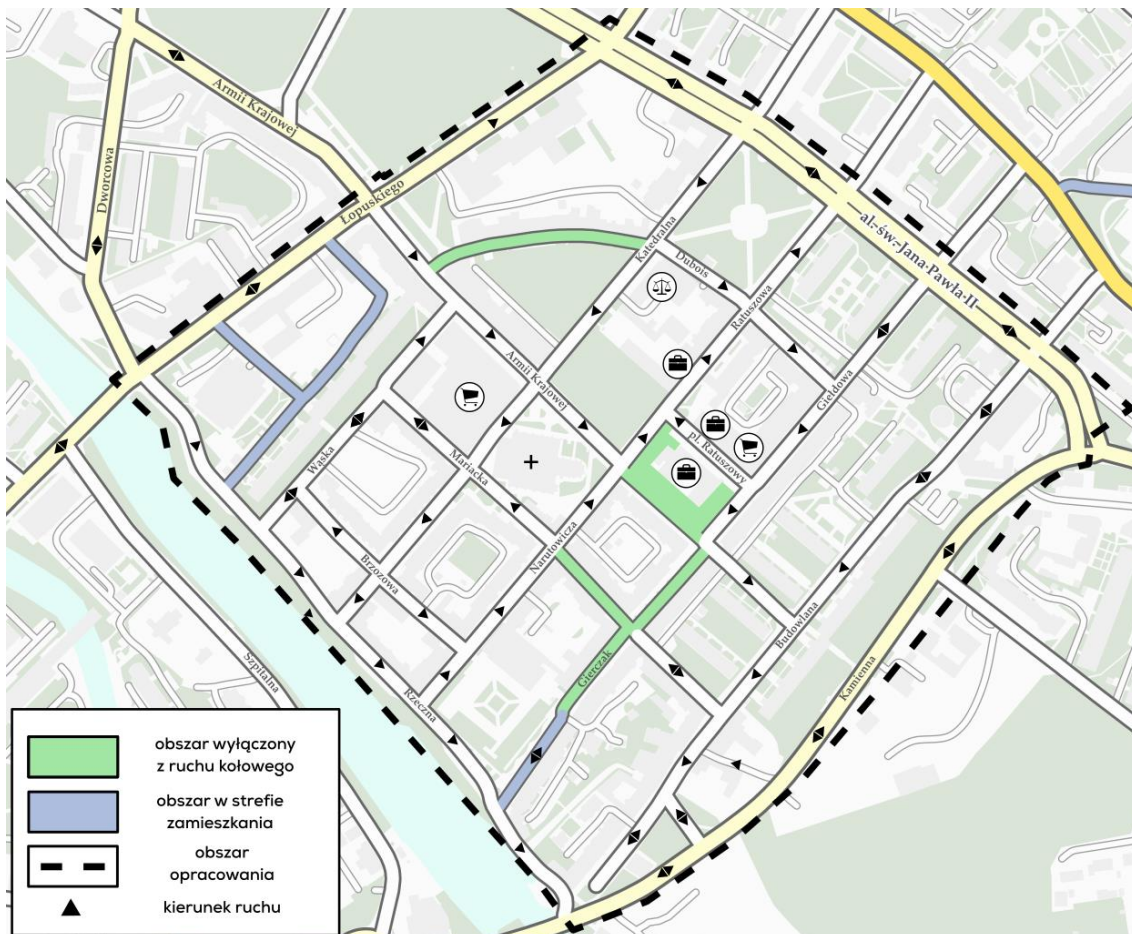 Armii Krajowej
Dworcowa
Łopuskiego
Katedralna
al. św. Jana Pawła II
Dubois
Ratuszowa
Giełdowa
Armii Krajowej
Wąska
Mariacka
pl. Ratuszowy
Narutowicza
Brzozowa
Budowlana
Szpitalna
Gierczak
Kamienna
Rzeczna
obszar wyłączony
z ruchu kołowego
obszar w strefie
zamieszkania
obszar
opracowania
kierunek ruchu